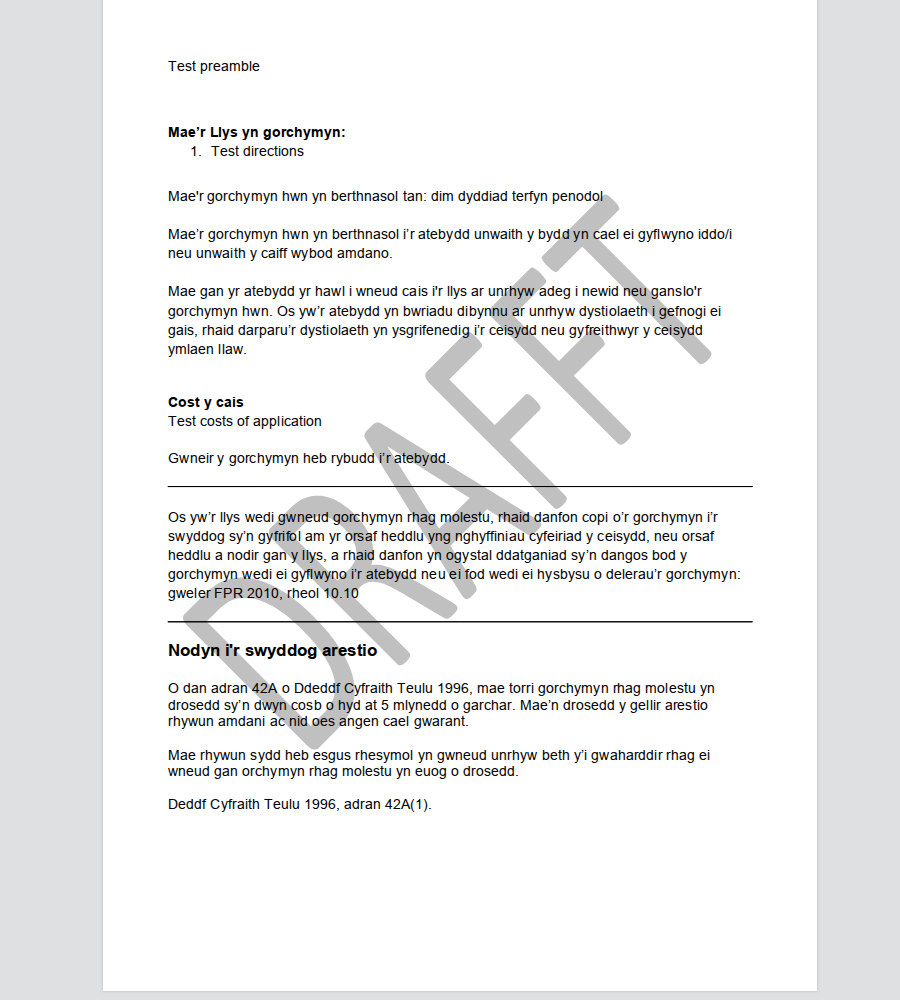 Test preamble
Mae’r Llys yn gorchymyn:
1. Test directions
Mae'r gorchymyn hwn yn berthnasol tan: dim dyddiad terfyn penodol
Mae’r gorchymyn hwn yn berthnasol i’r atebydd unwaith y bydd yn cael ei gyflwyno iddo/i
neu unwaith y caiff wybod amdano.
Mae gan yr atebydd yr hawl i wneud cais i'r llys ar unrhyw adeg i newid neu ganslo'r
gorchymyn hwn. Os yw’r atebydd yn bwriadu dibynnu ar unrhyw dystiolaeth i gefnogi ei
gais, rhaid darparu’r dystiolaeth yn ysgrifenedig i’r ceisydd neu gyfreithwyr y ceisydd
ymlaen llaw.
Cost y cais
Test costs of application
Gwneir y gorchymyn heb rybudd i’r atebydd.
Os yw’r llys wedi gwneud gorchymyn rhag molestu, rhaid danfon copi o’r gorchymyn i’r
swyddog sy’n gyfrifol am yr orsaf heddlu yng nghyffiniau cyfeiriad y ceisydd, neu orsaf
heddlu a nodir gan y llys, a rhaid danfon yn ogystal ddatganiad sy’n dangos bod y
gorchymyn wedi ei gyflwyno i’r atebydd neu ei fod wedi ei hysbysu o delerau’r gorchymyn:
gweler FPR 2010, rheol 10.10
Nodyn i'r swyddog arestio
O dan adran 42A o Ddeddf Cyfraith Teulu 1996, mae torri gorchymyn rhag molestu yn
drosedd sy’n dwyn cosb o hyd at 5 mlynedd o garchar. Mae’n drosedd y gellir arestio
rhywun amdani ac nid oes angen cael gwarant.
Mae rhywun sydd heb esgus rhesymol yn gwneud unrhyw beth y’i gwaharddir rhag ei
wneud gan orchymyn rhag molestu yn euog o drosedd.
Deddf Cyfraith Teulu 1996, adran 42A(1).
DRAFFT